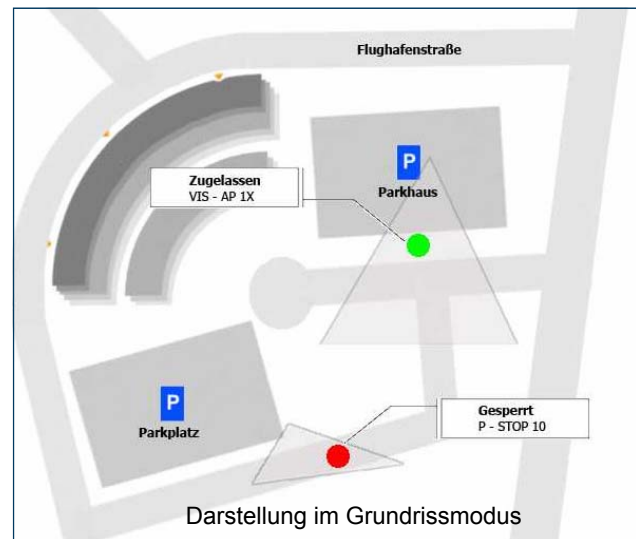 Flughafenstraße
P
Parkhaus
Zugelassen
VIS - AP 1X
P
Parkplatz
Gesperrt
P - STOP 10
Darstellung im Grundrissmodus